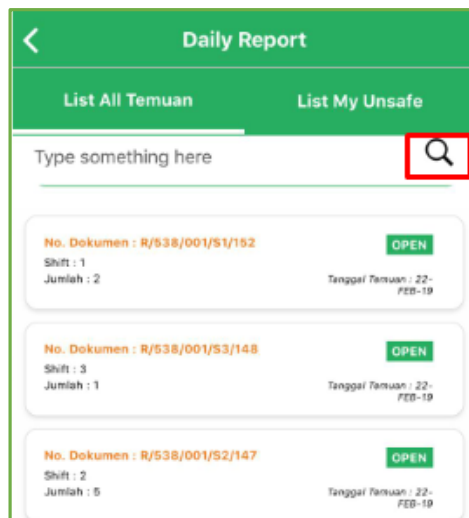 Daily Report
List All Temuan
List My Unsafe
Type something here
No. Dokumen : R/538/001/S1/152
OPEN
Shift : 1
Jumlah : 2
Tanggal Temuan : 22-
FEB-19
No. Dokumen : R/538/001/S3/148
OPEN
Shift : 3
Jumlah : 1
Tanggal Temuan : 22-
FEB-19
No. Dokumen : R/538/001/S2/147
OPEN
Shift : 2
Jumlah : 5
Tanggal Temuan : 22-
FEB-19